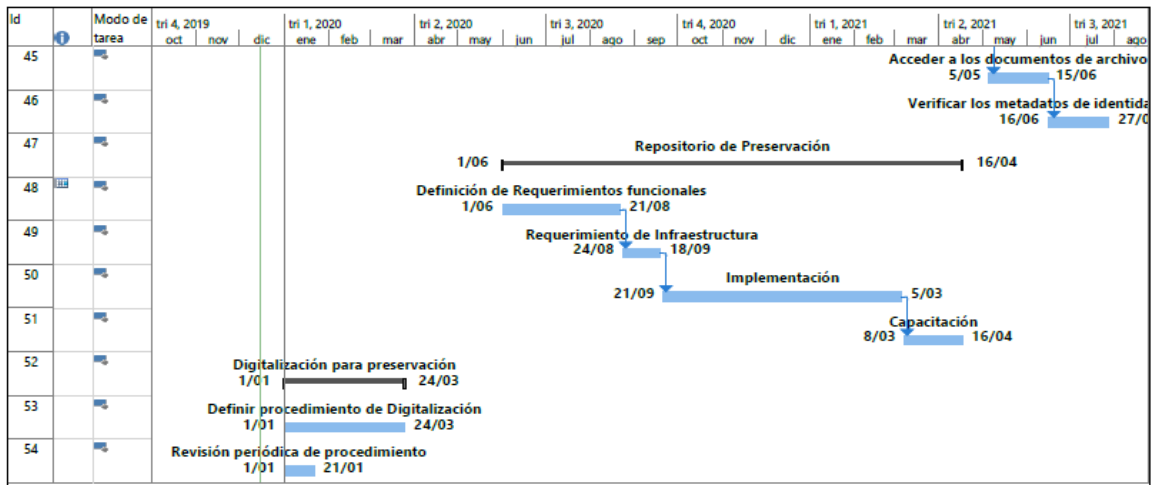 Id Modo de tarea tri 4, 2019 tri 1, 2020 tri 2, 2020 tri 3, 2020 tri 4, 2020 tri 1, 2021 tri 2, 2021 tri 3, 2021
oct nov dic ene feb mar abr may jun jul ago sep oct nov dic ene feb mar abr may jun jul ago
45 Acceder a los documentos de archivo
5/05 15/06
46 Verificar los metadatos de identida
16/06 27/0
47 Repositorio de Preservación
1/06 16/04
48 Definición de Requerimientos funcionales
1/06 21/08
49 Requerimiento de Infraestructura
24/08 18/09
50 Implementación
21/09 5/03
51 Capacitación
8/03 16/04
52 Digitalización para preservación
1/01 24/03
53 Definir procedimiento de Digitalización
1/01 24/03
54 Revisión periódica de procedimiento
1/01 21/01